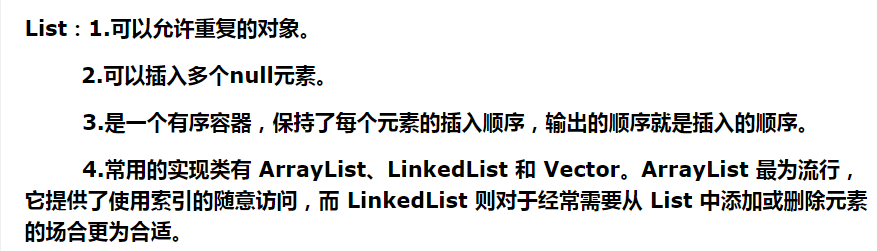 List：1.可以允许重复的对象。
2.可以插入多个null元素。
3.是一个有序容器，保持了每个元素的插入顺序，输出的顺序就是插入的顺序。
4.常用的实现类有 ArrayList、LinkedList 和 Vector。ArrayList 最为流行，
它提供了使用索引的随意访问，而 LinkedList 则对于经常需要从 List 中添加或删除元素
的场合更为合适。